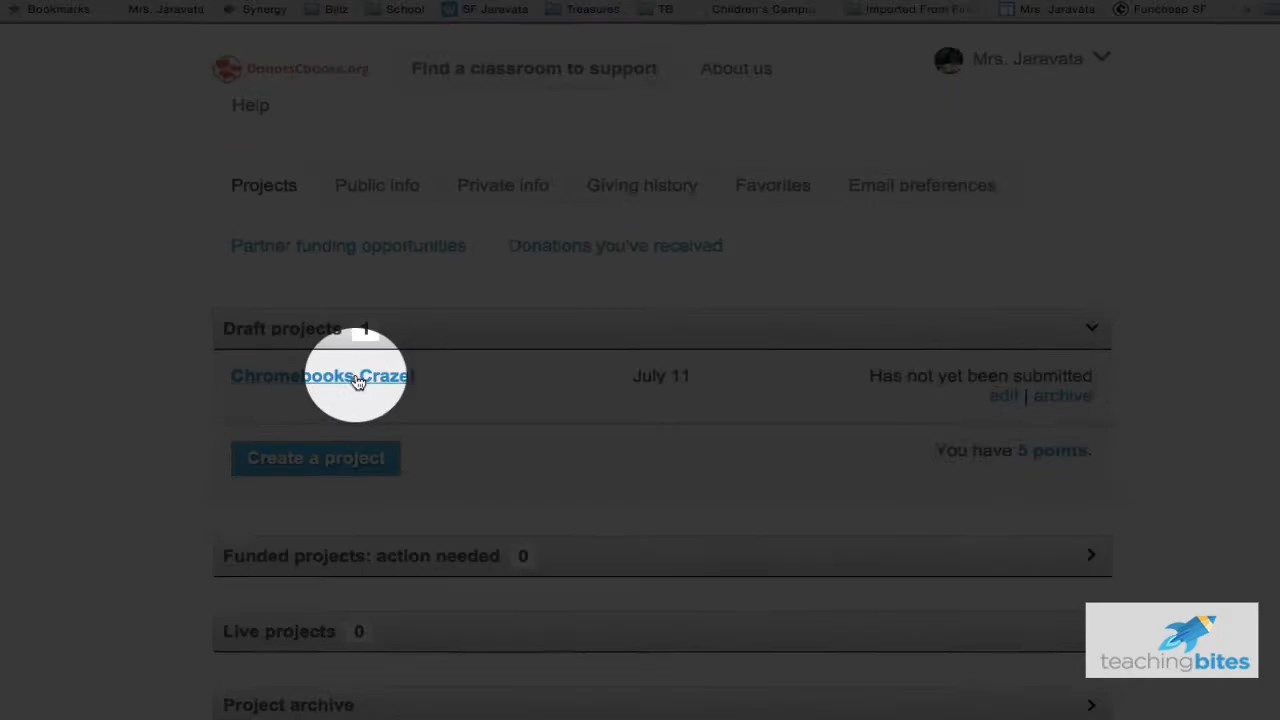 Bookmarks Mrs. Jaravata Synergy Billz School SF Jaravata Treasures TB Children's Campu... Imported From Fi... Mrs. Jaravata Funcheap SF »
DonorsChoose.org Find a classroom to support About us Mrs. Jaravata
Help
Projects Public info Private info Giving history Favorites Email preferences
Partner funding opportunities Donations you've received
Draft projects 1
Chromebooks Craze! July 11 Has not yet been submitted
edit | archive
Create a project You have 5 points.
Funded projects: action needed 0
Live projects 0
teachingbites
Project archive